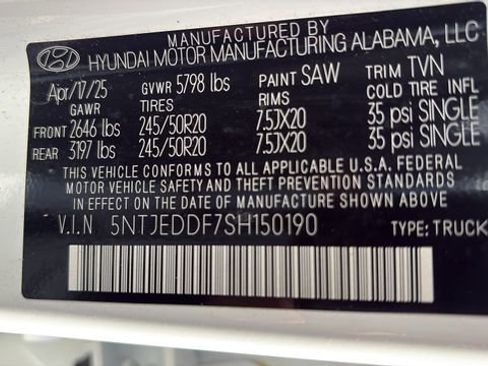 MANUFACTURED BY
HYUNDAI MOTOR MANUFACTURING ALABAMA, LLC
Apr/17/25 GVWR 5798 lbs PAINT SAW TRIM TVN
GAWR TIRES RIMS COLD TIRE INFL
FRONT 2646 lbs 245/50R20 7.5JX20 35 psi SINGLE
REAR 3197 lbs 245/50R20 7.5JX20 35 psi SINGLE
THIS VEHICLE CONFORMS TO ALL APPLICABLE U.S.A. FEDERAL
MOTOR VEHICLE SAFETY AND THEFT PREVENTION STANDARDS
IN EFFECT ON THE DATE OF MANUFACTURE SHOWN ABOVE
V.I.N 5NTJEDDF7SH150190 TYPE: TRUCK